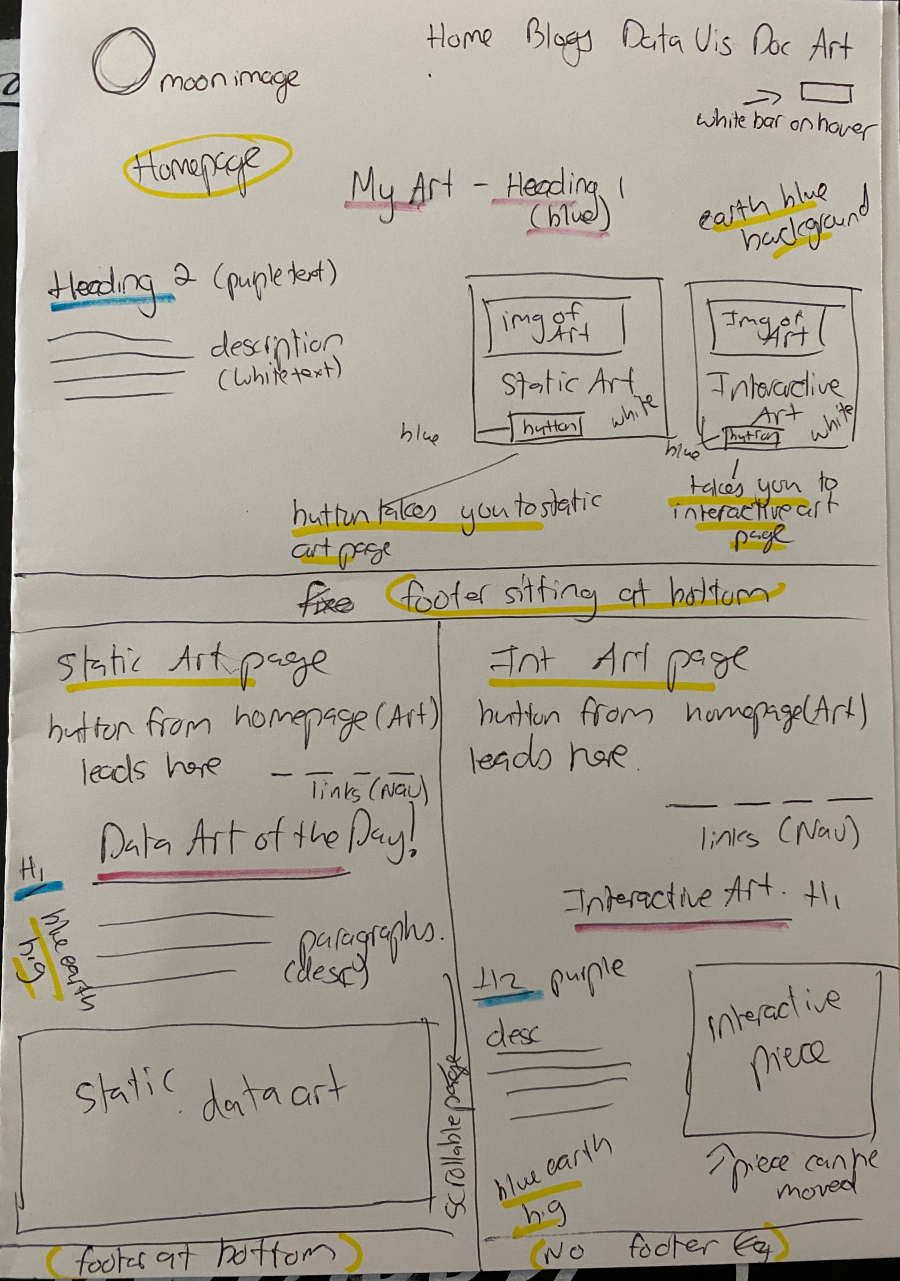 Home Blogs Data Vis Doc Art
moon image
white bar on hover
Homepage
My Art - Heading 1
(blue)
earth blue
background
Heading 2 (puple text)
description
(white text)
img of
Art
Static Art
button
white
blue
Img of
Art
Interactive
Art
button
white
blue
button takes you to static
art page
takes you to
interactive art
page
footer sitting at bottom
Static Art page
button from homepage (Art)
leads here
links (Nav)
Data Art of the Day!
H1
blue earth
big
paragraphs.
(descr)
static data art
scrollable page
(footer at bottom)
Int Art page
button from homepage (Art)
leads here.
links (Nav)
Interactive Art. H1
H2 purple
desc
interactive
piece
piece can be
moved
blue earth
big
(No footer